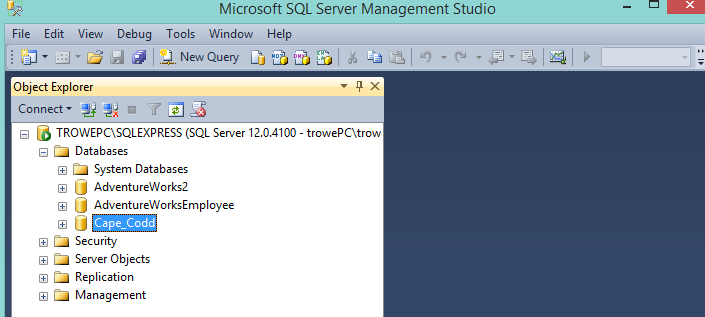 Microsoft SQL Server Management Studio
File Edit View Debug Tools Window Help
New Query
Object Explorer
Connect
TROWEPC\SQLEXPRESS (SQL Server 12.0.4100 - trowePC\trow
Databases
System Databases
AdventureWorks2
AdventureWorksEmployee
Cape_Codd
Security
Server Objects
Replication
Management